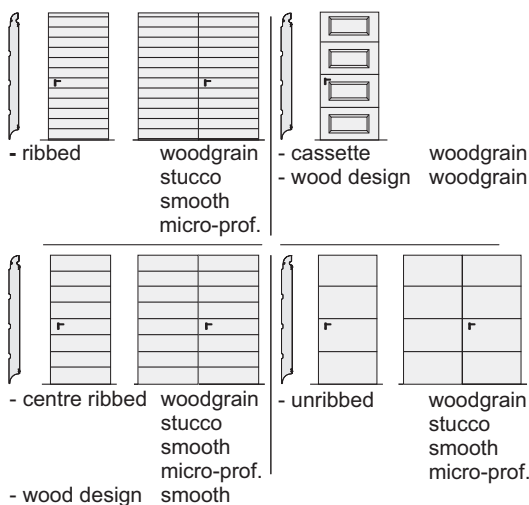 - ribbed woodgrain
stucco
smooth
micro-prof.
- cassette woodgrain
- wood design woodgrain
- centre ribbed woodgrain
stucco
smooth
micro-prof.
- wood design smooth
- unribbed woodgrain
stucco
smooth
micro-prof.